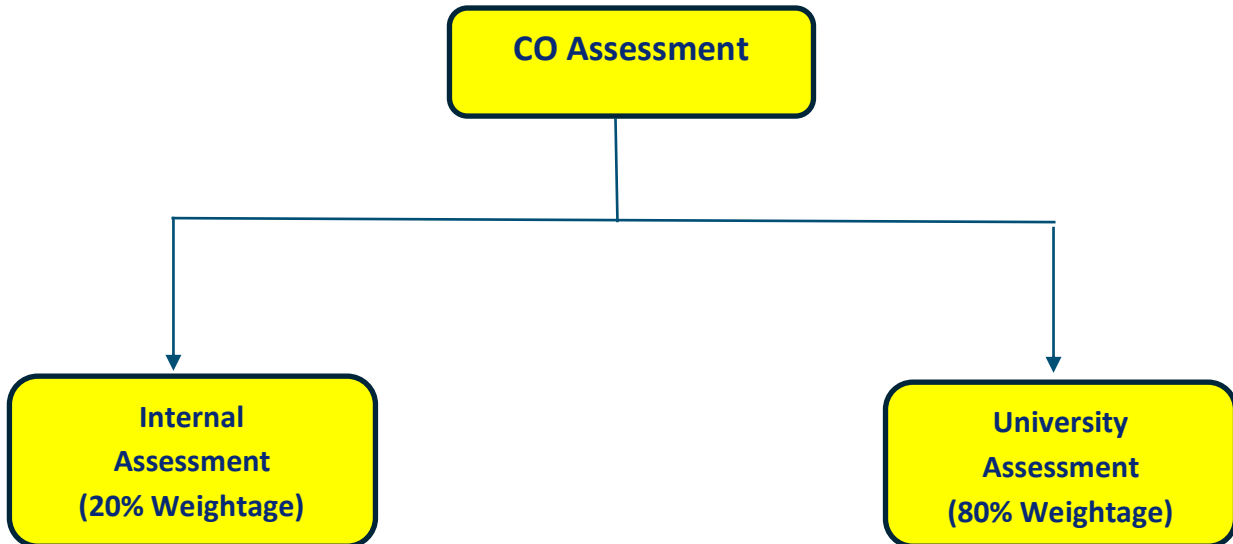 CO Assessment
Internal
Assessment
(20% Weightage)
University
Assessment
(80% Weightage)